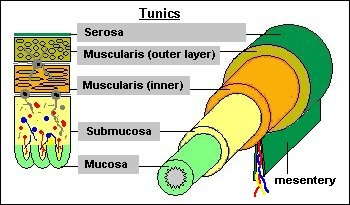 Tunics
Serosa
Muscularis (outer layer)
Muscularis (inner)
Submucosa
Mucosa
mesentery